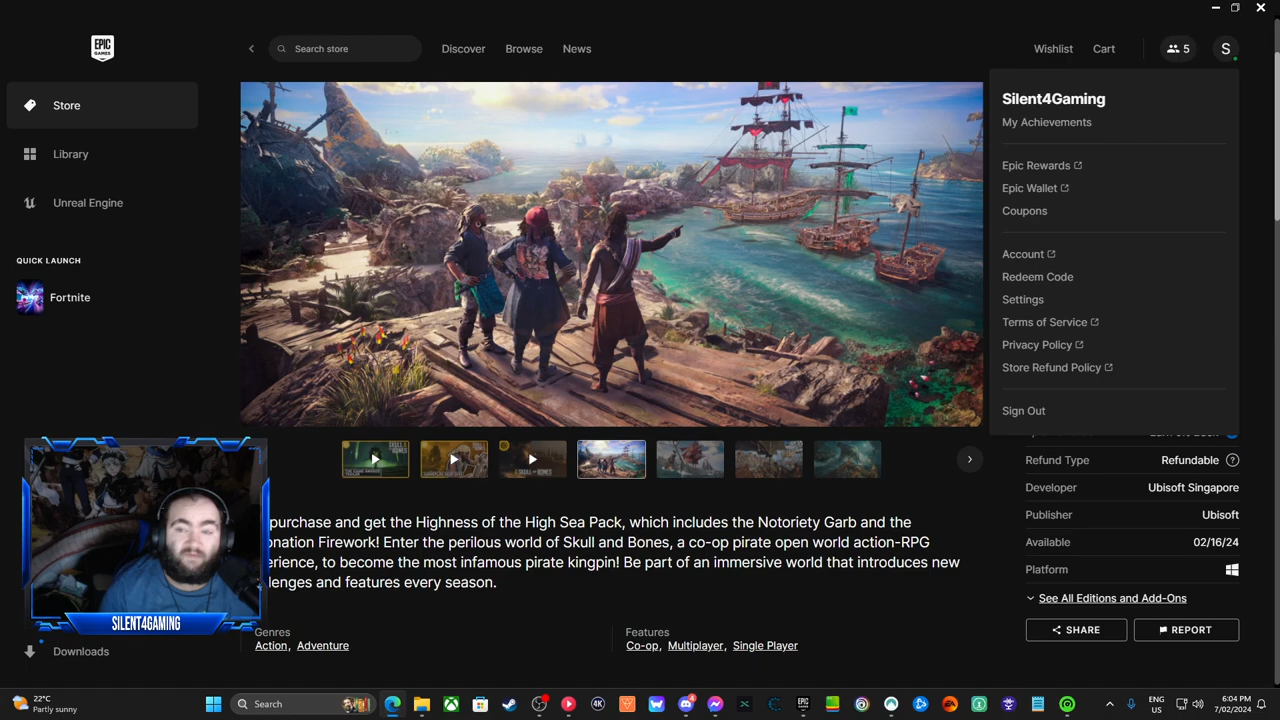 EPIC GAMES
Search store
Discover
Browse
News
Wishlist
Cart
5
S
Store
Library
Unreal Engine
QUICK LAUNCH
Fortnite
Silent4Gaming
My Achievements
Epic Rewards
Epic Wallet
Coupons
Account
Redeem Code
Settings
Terms of Service
Privacy Policy
Store Refund Policy
Sign Out
Refund Type Refundable
Developer Ubisoft Singapore
Publisher Ubisoft
Available 02/16/24
Platform
See All Editions and Add-Ons
SHARE
REPORT
purchase and get the Highness of the High Sea Pack, which includes the Notoriety Garb and the
onation Firework! Enter the perilous world of Skull and Bones, a co-op pirate open world action-RPG
erience, to become the most infamous pirate kingpin! Be part of an immersive world that introduces new
lenges and features every season.
Genres
Action, Adventure
Features
Co-op, Multiplayer, Single Player
SILENT4GAMING
Downloads
22°C
Partly sunny
Search
4K
4
ENG
US
6:04 PM
7/02/2024